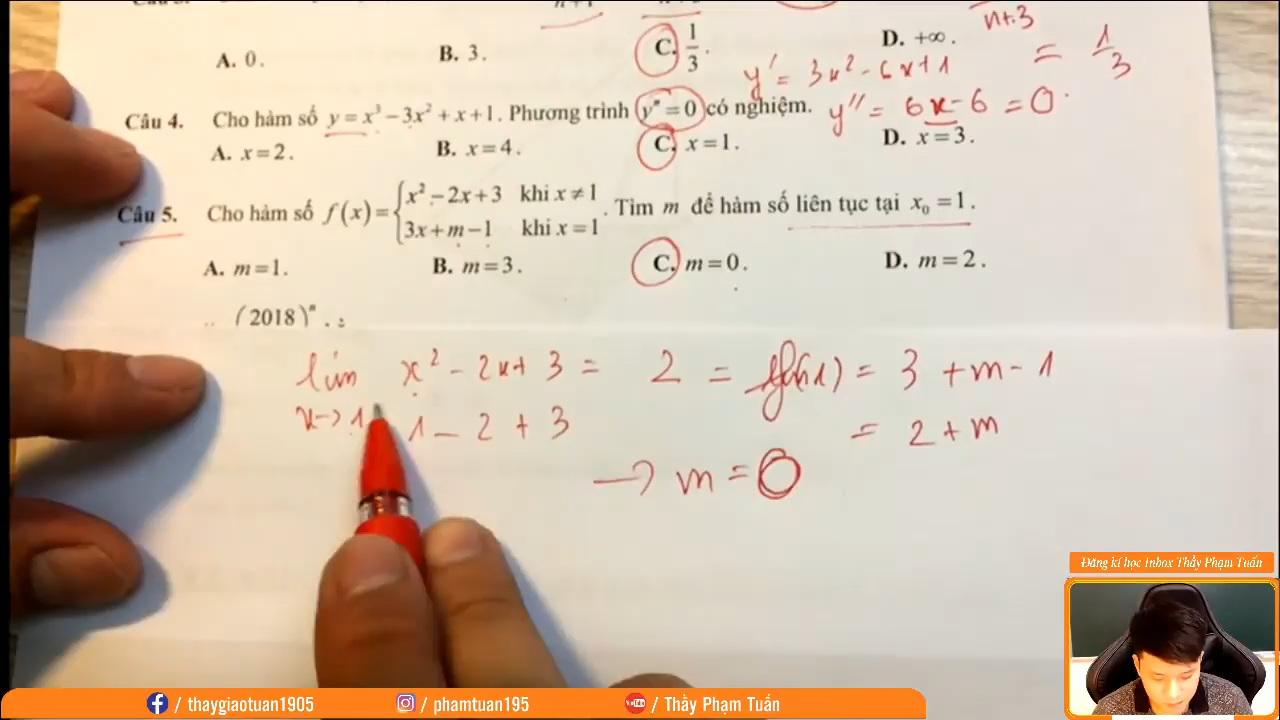 n+3
A. 0. B. 3. C. 1/3. D. +∞. = 1/3
y' = 3x² - 6x + 1
Câu 4. Cho hàm số y = x³ − 3x² + x + 1. Phương trình y" = 0 có nghiệm. y'' = 6x - 6 = 0
A. x = 2. B. x = 4. C. x = 1. D. x = 3.
Câu 5. Cho hàm số f(x) = { x² − 2x + 3 khi x ≠ 1
3x + m − 1 khi x = 1 . Tìm m để hàm số liên tục tại x₀ = 1.
A. m = 1. B. m = 3. C. m = 0. D. m = 2.
(2018)ⁿ
lim x² - 2x + 3 = 2 = f(1) = 3 + m - 1
x→1 1 - 2 + 3 = 2 + m
→ m = 0
Đăng kí học Inbox Thầy Phạm Tuấn
/ thaygiaotuan1905 / phamtuan195 / Thầy Phạm Tuấn